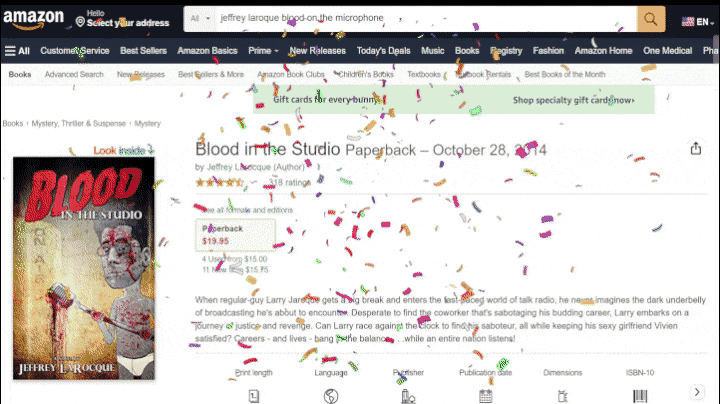 amazon
Hello
Select your address
All
jeffrey laroque blood on the microphone
EN
All
Customer Service
Best Sellers
Amazon Basics
Prime
New Releases
Today's Deals
Music
Books
Registry
Fashion
Amazon Home
One Medical
Pha
Books
Advanced Search
New Releases
Best Sellers & More
Amazon Book Clubs
Children's Books
Textbooks
Textbook Rentals
Best Books of the Month
Gift cards for every bunny
Shop specialty gift cards now›
Books › Mystery, Thriller & Suspense › Mystery
Look inside
Blood in the Studio Paperback – October 28, 2014
by Jeffrey Larocque (Author)
318 ratings
See all formats and editions
Paperback
$19.95
4 Used from $15.00
11 New from $15.75
BLOOD
IN THE STUDIO
JEFFREY LAROCQUE
When regular-guy Larry Jaroque gets a big break and enters the fast-paced world of talk radio, he never imagines the dark underbelly
of broadcasting he's about to encounter. Desperate to find the coworker that's sabotaging his budding career, Larry embarks on a
journey of justice and revenge. Can Larry race against the clock to find his saboteur, all while keeping his sexy girlfriend Vivien
satisfied? Careers - and lives - hang in the balance. . .while an entire nation listens!
Print length
Language
Publisher
Publication date
Dimensions
ISBN-10